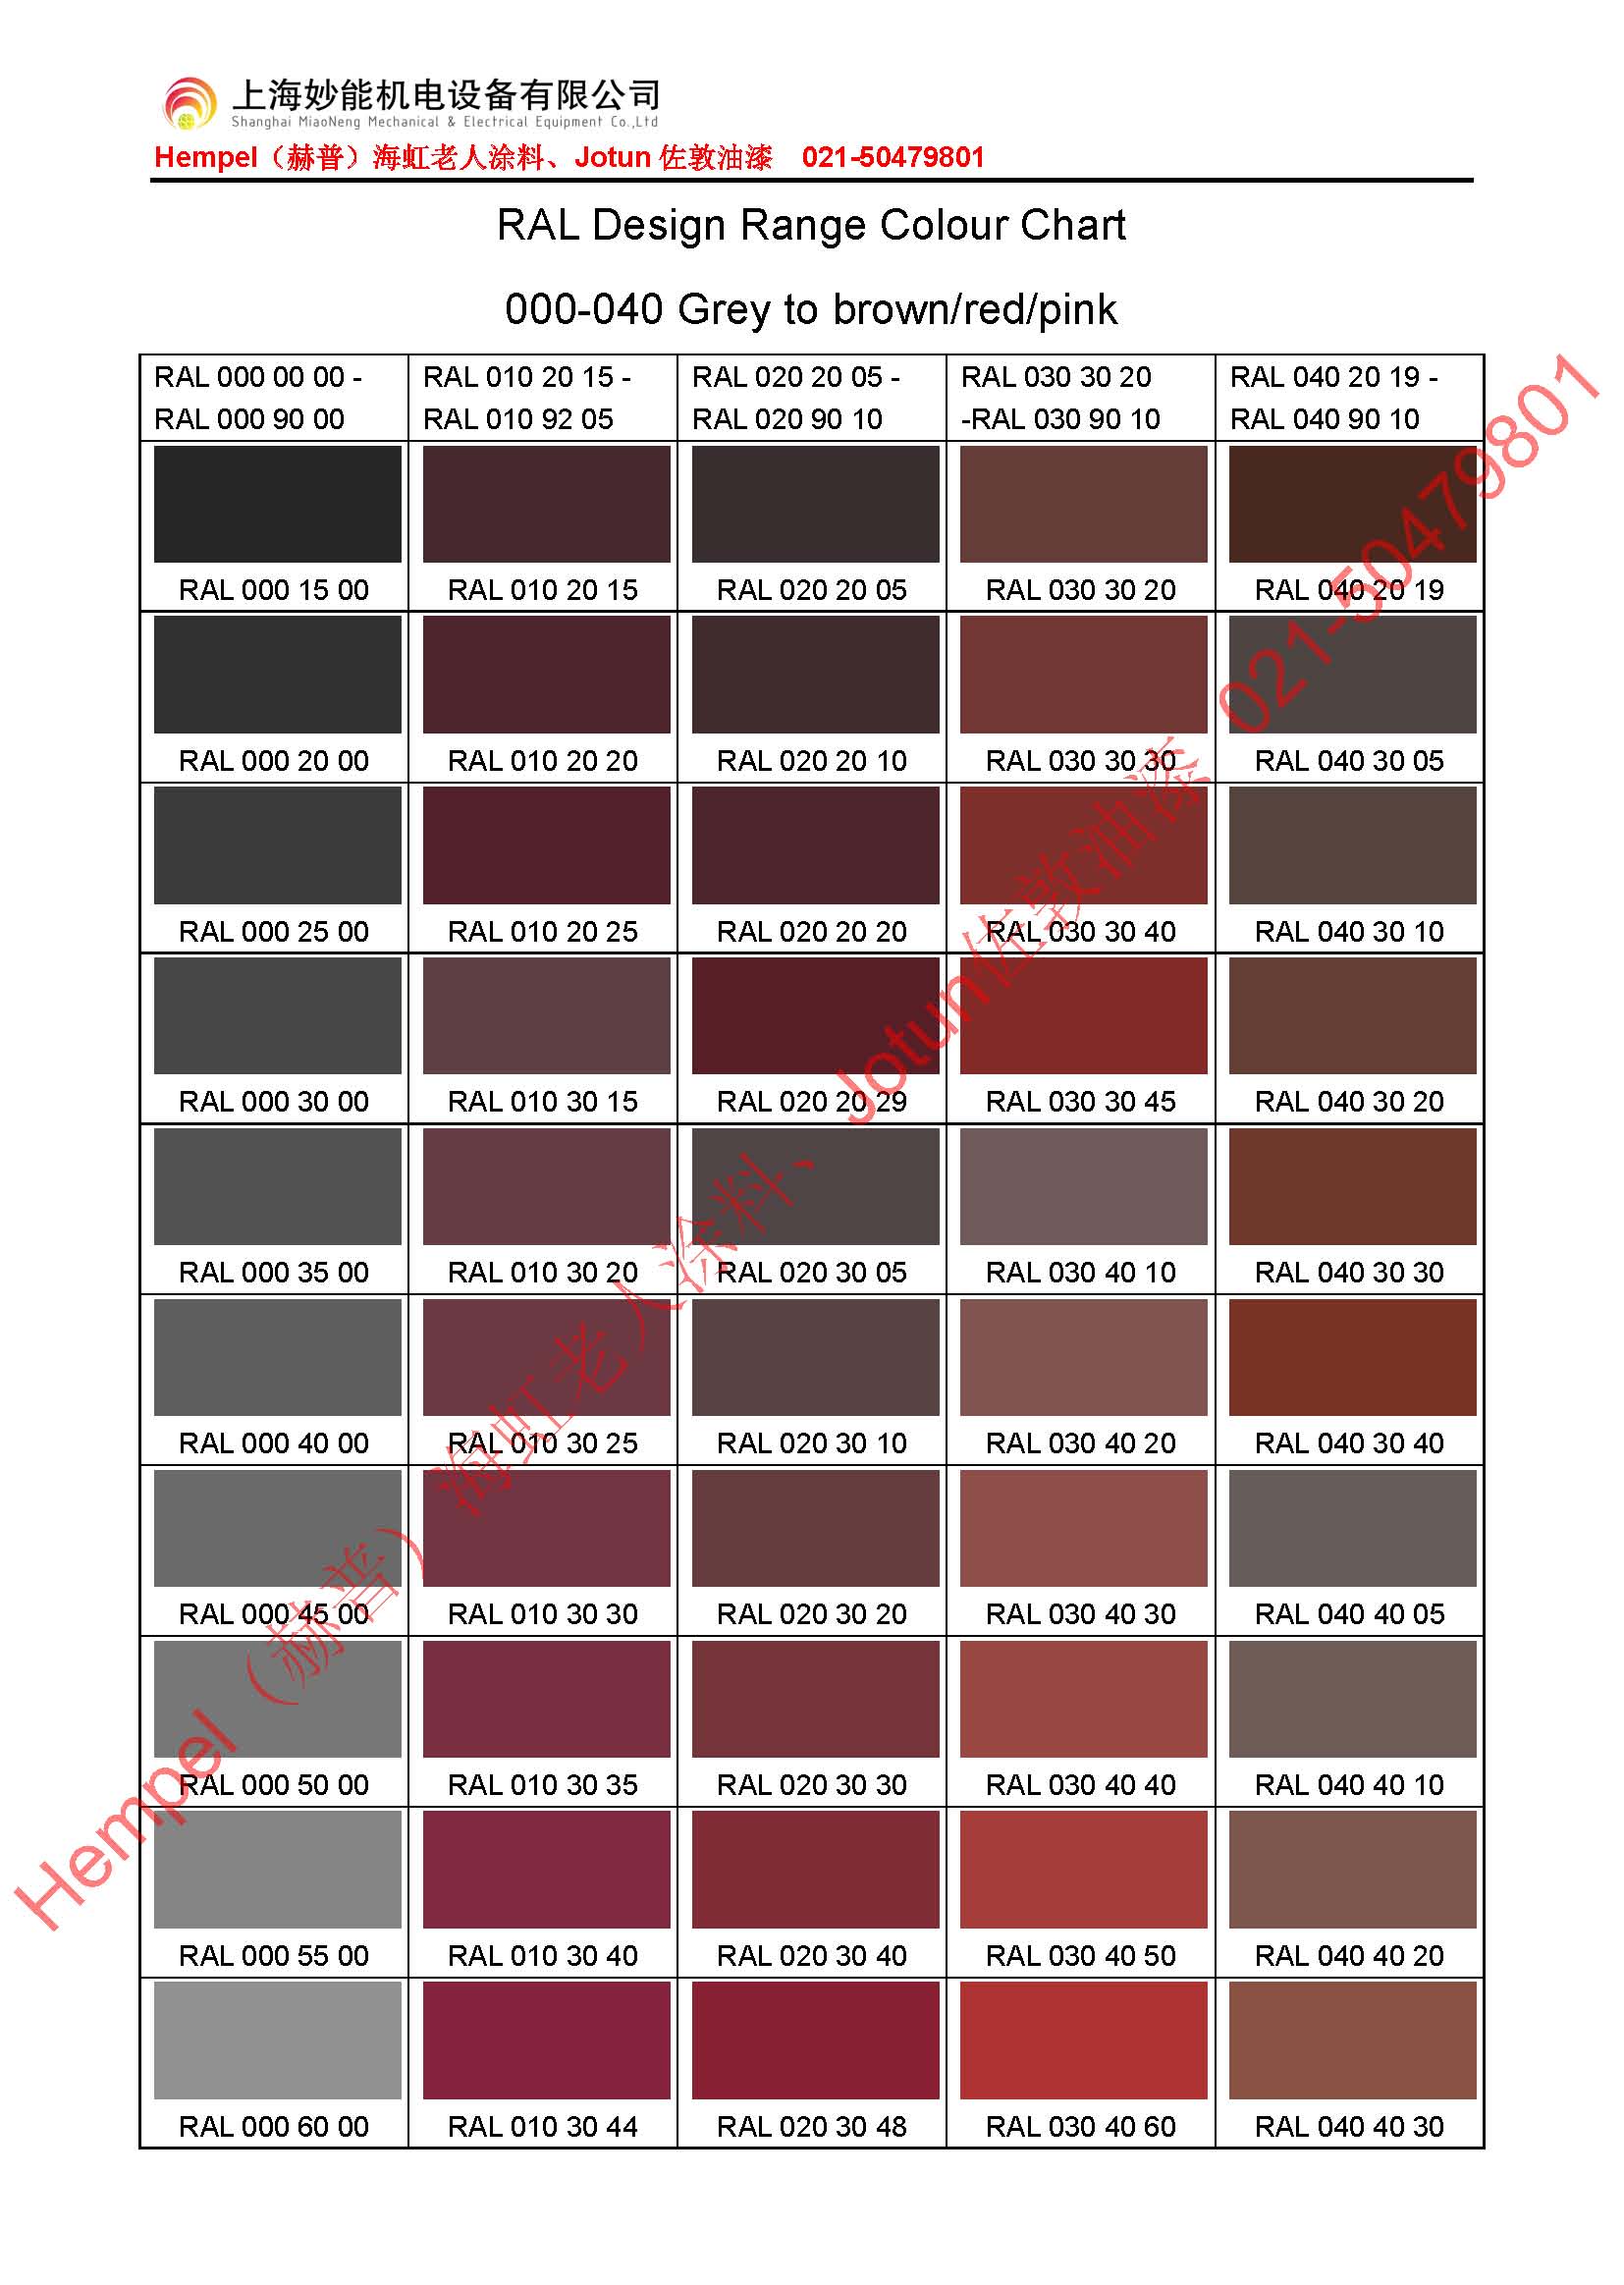 上海妙能机电设备有限公司
Shanghai MiaoNeng Mechanical & Electrical Equipment Co.,Ltd
Hempel（赫普）海虹老人涂料、Jotun 佐敦油漆 021-50479801
RAL Design Range Colour Chart
000-040 Grey to brown/red/pink
RAL 000 00 00 - RAL 010 20 15 - RAL 020 20 05 - RAL 030 30 20 RAL 040 20 19 -
RAL 000 90 00 RAL 010 92 05 RAL 020 90 10 -RAL 030 90 10 RAL 040 90 10
RAL 000 15 00 RAL 010 20 15 RAL 020 20 05 RAL 030 30 20 RAL 040 20 19
RAL 000 20 00 RAL 010 20 20 RAL 020 20 10 RAL 030 30 30 RAL 040 30 05
RAL 000 25 00 RAL 010 20 25 RAL 020 20 20 RAL 030 30 40 RAL 040 30 10
RAL 000 30 00 RAL 010 30 15 RAL 020 20 29 RAL 030 30 45 RAL 040 30 20
RAL 000 35 00 RAL 010 30 20 RAL 020 30 05 RAL 030 40 10 RAL 040 30 30
RAL 000 40 00 RAL 010 30 25 RAL 020 30 10 RAL 030 40 20 RAL 040 30 40
RAL 000 45 00 RAL 010 30 30 RAL 020 30 20 RAL 030 40 30 RAL 040 40 05
RAL 000 50 00 RAL 010 30 35 RAL 020 30 30 RAL 030 40 40 RAL 040 40 10
RAL 000 55 00 RAL 010 30 40 RAL 020 30 40 RAL 030 40 50 RAL 040 40 20
RAL 000 60 00 RAL 010 30 44 RAL 020 30 48 RAL 030 40 60 RAL 040 40 30
Hempel（赫普）海虹老人涂料、Jotun佐敦油漆 021-50479801